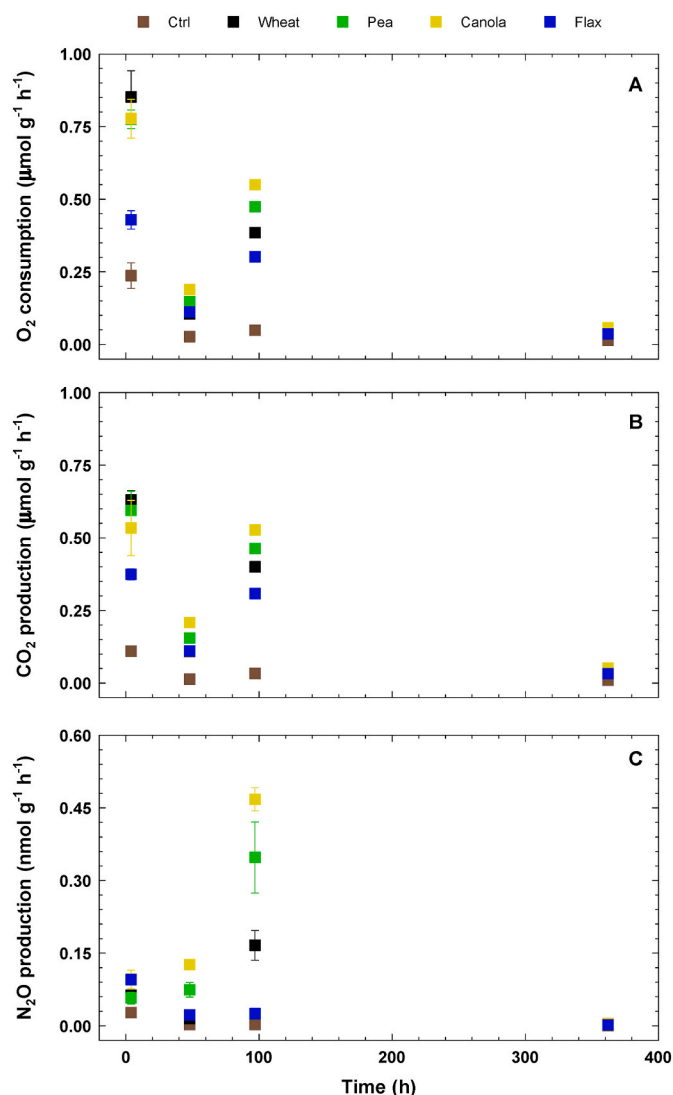 Ctrl Wheat Pea Canola Flax
A
O₂ consumption (µmol g⁻¹ h⁻¹)
1.00
0.75
0.50
0.25
0.00
B
CO₂ production (µmol g⁻¹ h⁻¹)
1.00
0.75
0.50
0.25
0.00
C
N₂O production (nmol g⁻¹ h⁻¹)
0.60
0.45
0.30
0.15
0.00
0 100 200 300 400
Time (h)